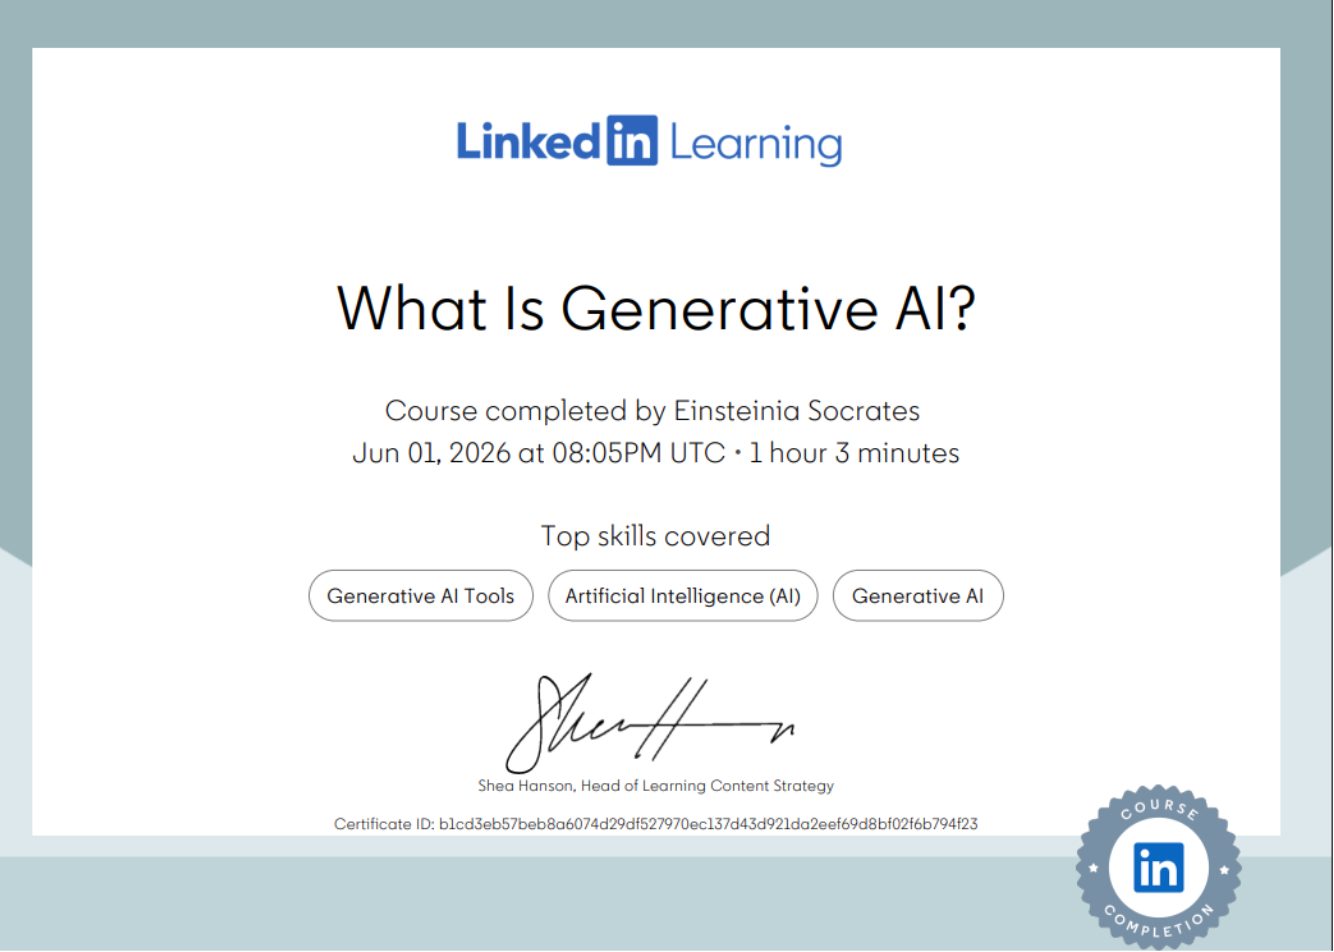 Linked in Learning
What Is Generative AI?
Course completed by Einsteinia Socrates
Jun 01, 2026 at 08:05PM UTC • 1 hour 3 minutes
Top skills covered
Generative AI Tools
Artificial Intelligence (AI)
Generative AI
Shea Hanson, Head of Learning Content Strategy
Certificate ID: b1cd3eb57beb8a6074d29df527970ec137d43d921da2eef69d8bf02f6b794f23
COURSE
in
COMPLETION